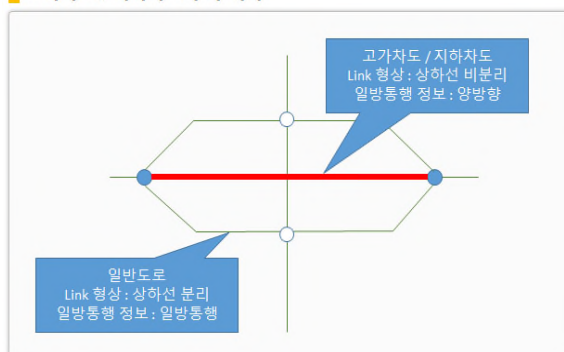 고가차도 / 지하차도
Link 형상 : 상하선 비분리
일방통행 정보 : 양방향
일반도로
Link 형상 : 상하선 분리
일방통행 정보 : 일방통행